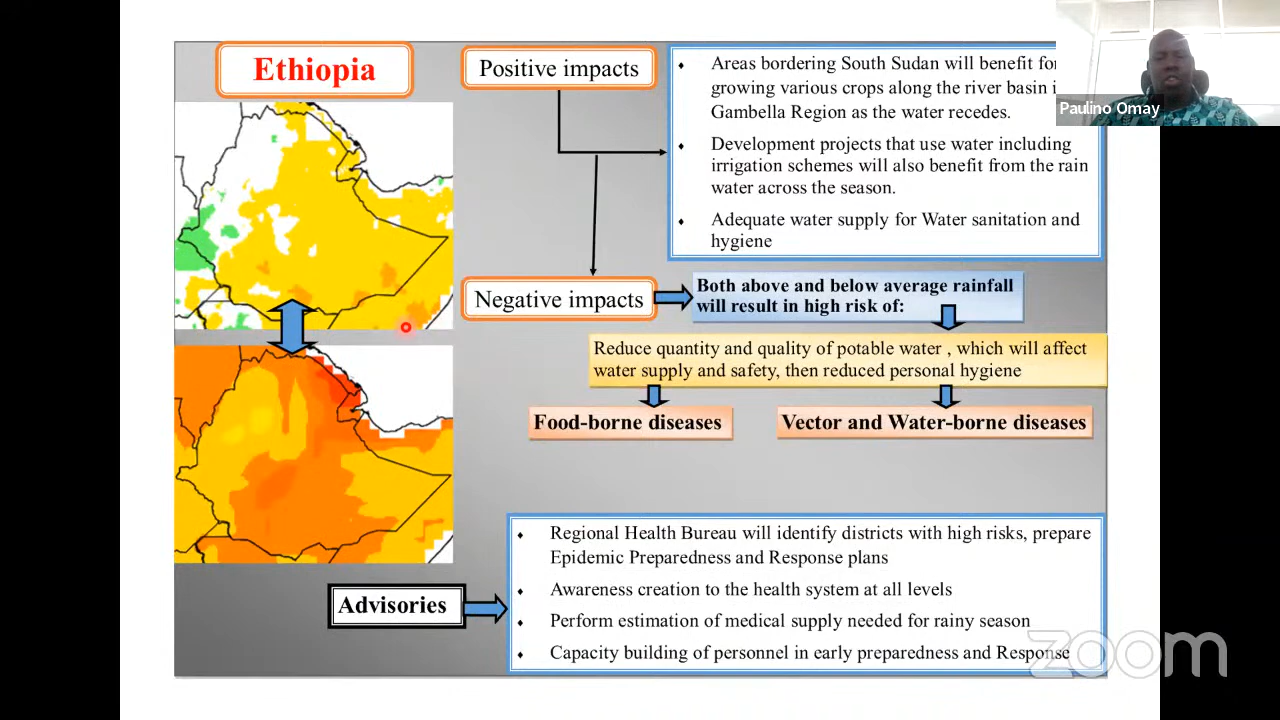 Ethiopia
Positive impacts
Areas bordering South Sudan will benefit for
growing various crops along the river basin i
Gambella Region as the water recedes.
Development projects that use water including
irrigation schemes will also benefit from the rain
water across the season.
Adequate water supply for Water sanitation and
hygiene
Paulino Omay
Negative impacts
Both above and below average rainfall
will result in high risk of:
Reduce quantity and quality of potable water , which will affect
water supply and safety, then reduced personal hygiene
Food-borne diseases
Vector and Water-borne diseases
Advisories
Regional Health Bureau will identify districts with high risks, prepare
Epidemic Preparedness and Response plans
Awareness creation to the health system at all levels
Perform estimation of medical supply needed for rainy season
Capacity building of personnel in early preparedness and Response
zoom